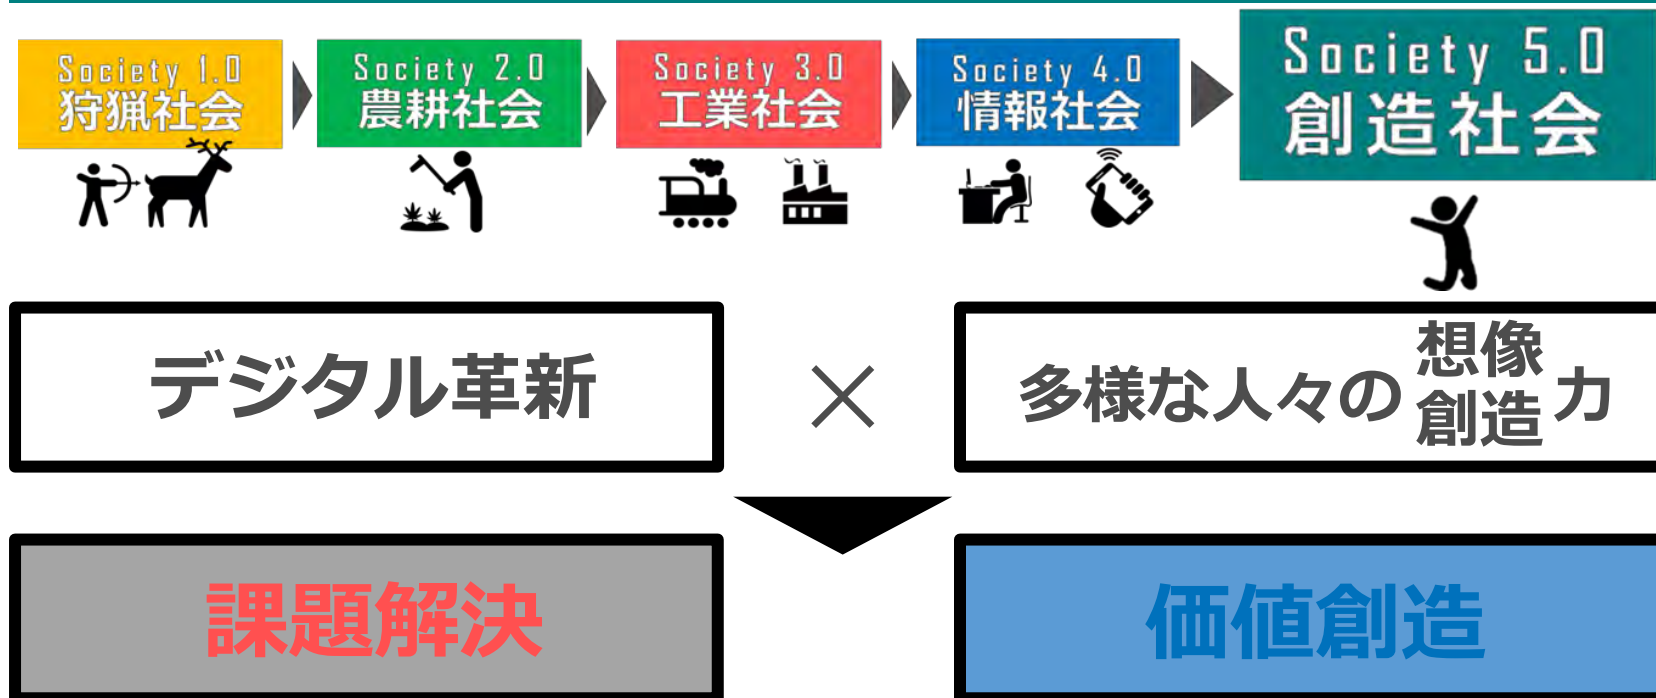 Society 1.0
狩猟社会
Society 2.0
農耕社会
Society 3.0
工業社会
Society 4.0
情報社会
Society 5.0
創造社会
デジタル革新
×
多様な人々の想像創造力
課題解決
価値創造